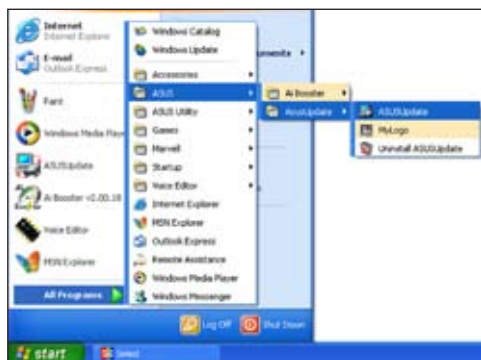 Internet
Internet Explorer
E-mail
Outlook Express
Paint
Windows Media Player
ASUSUpdate
Ai Booster v2.00.18
Voice Editor
MSN Explorer
All Programs
Windows Catalog
Windows Update
Accessories
ASUS
ASUS Utility
Games
Marvell
Startup
Voice Editor
Internet Explorer
MSN Explorer
Outlook Express
Remote Assistance
Windows Media Player
Windows Messenger
Ai Booster
AsusUpdate
ASUSUpdate
MyLogo
Uninstall ASUSUpdate
Log Off
Shut Down
start